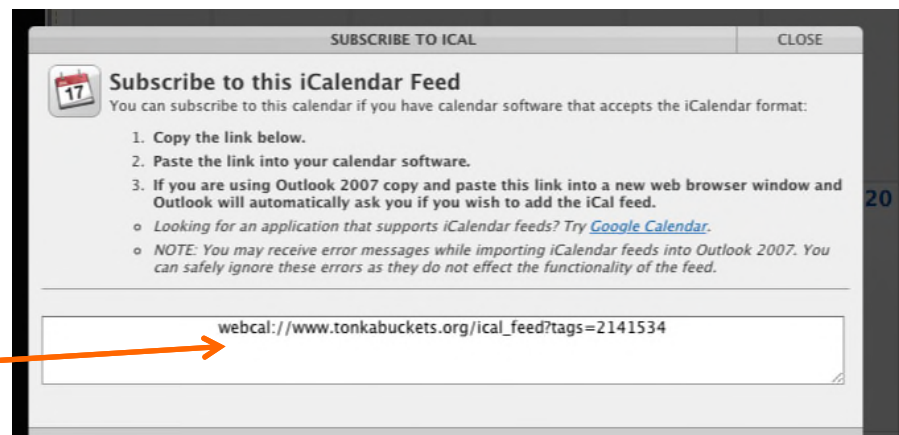 SUBSCRIBE TO ICAL
CLOSE
17
Subscribe to this iCalendar Feed
You can subscribe to this calendar if you have calendar software that accepts the iCalendar format:
1. Copy the link below.
2. Paste the link into your calendar software.
3. If you are using Outlook 2007 copy and paste this link into a new web browser window and
Outlook will automatically ask you if you wish to add the iCal feed.
20
Looking for an application that supports iCalendar feeds? Try Google Calendar.
NOTE: You may receive error messages while importing iCalendar feeds into Outlook 2007. You
can safely ignore these errors as they do not effect the functionality of the feed.
webcal://www.tonkabuckets.org/ical_feed?tags=2141534